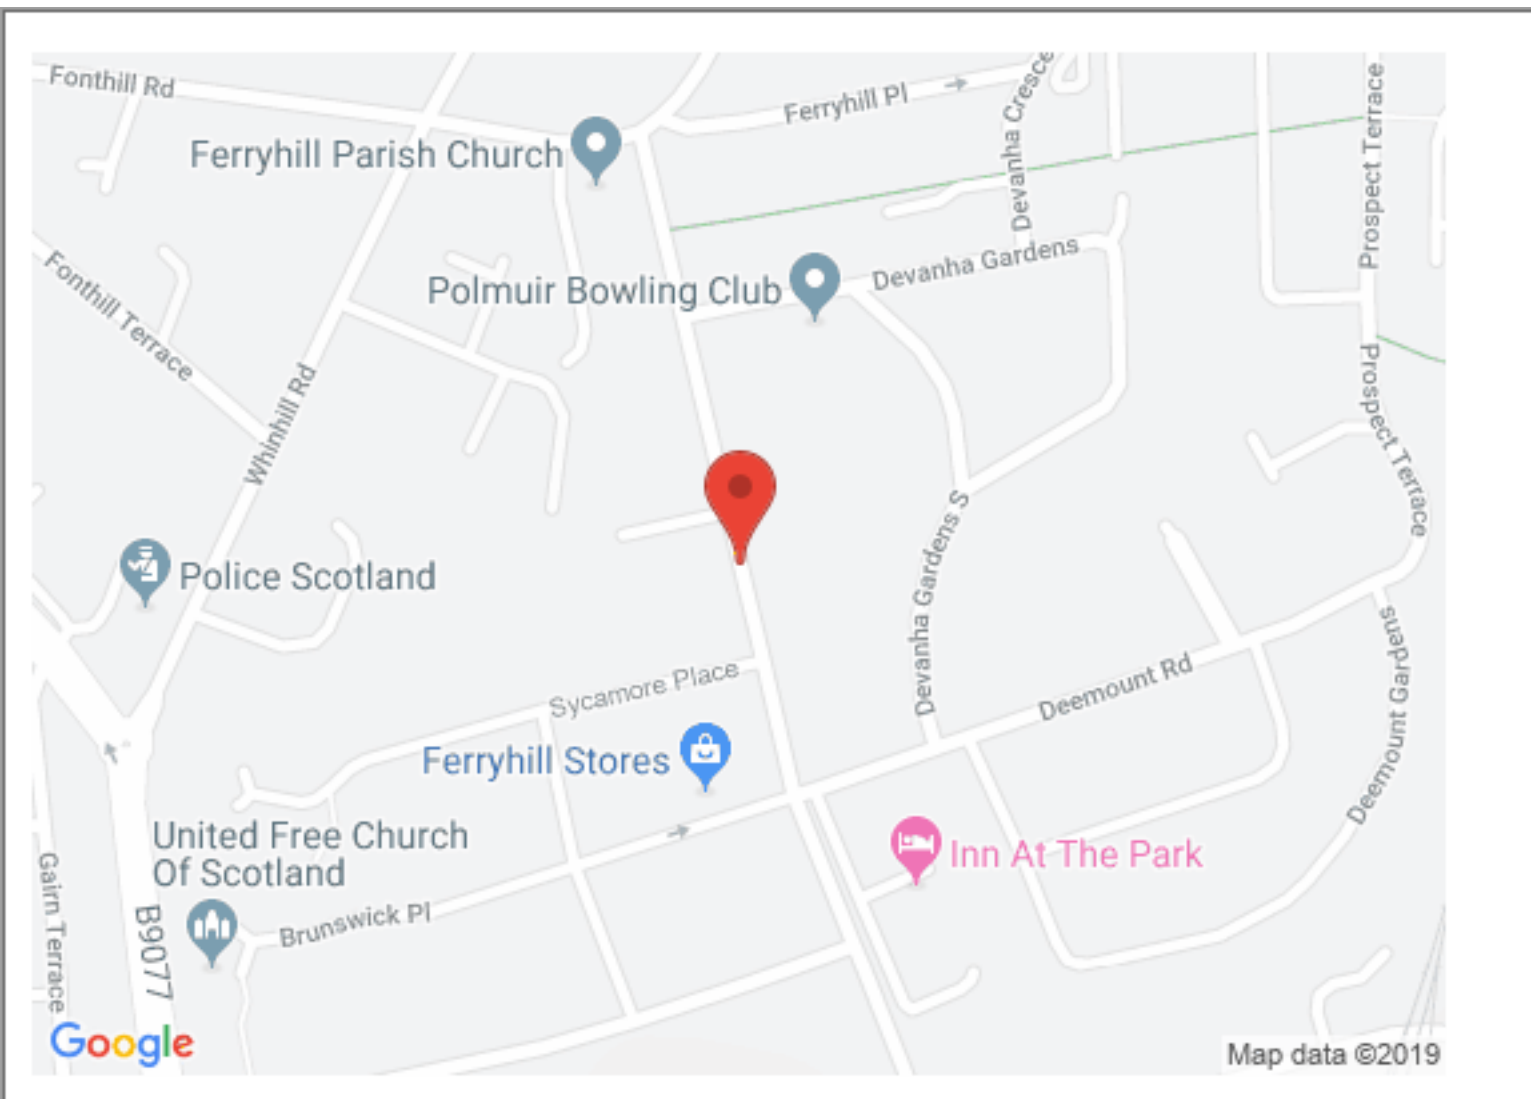 Fonthill Rd
Ferryhill Pl
Devanha Cresce
Prospect Terrace
Ferryhill Parish Church
Devanha Gardens
Polmuir Bowling Club
Fonthill Terrace
Whinhill Rd
Prospect Terrace
Devanha Gardens S
Police Scotland
Deemount Rd
Deemount Gardens
Sycamore Place
Ferryhill Stores
United Free Church
Of Scotland
Inn At The Park
Gairn Terrace
B9077
Brunswick Pl
Google
Map data ©2019